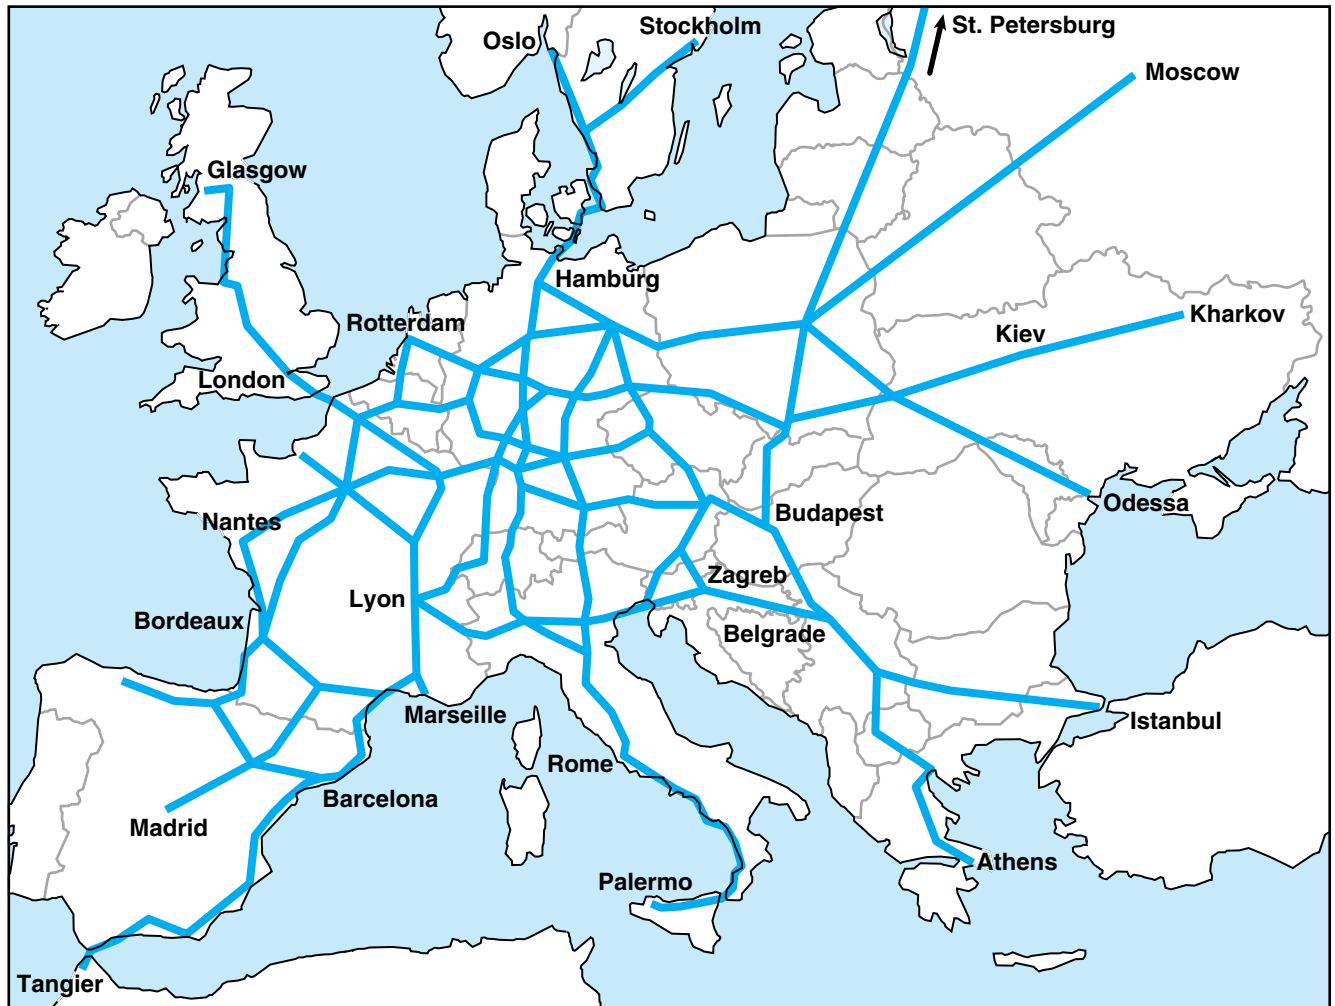 Stockholm
Oslo
St. Petersburg
Moscow
Glasgow
Hamburg
Kharkov
Rotterdam
Kiev
London
Odessa
Budapest
Nantes
Zagreb
Lyon
Bordeaux
Belgrade
Marseille
Istanbul
Rome
Barcelona
Madrid
Athens
Palermo
Tangier